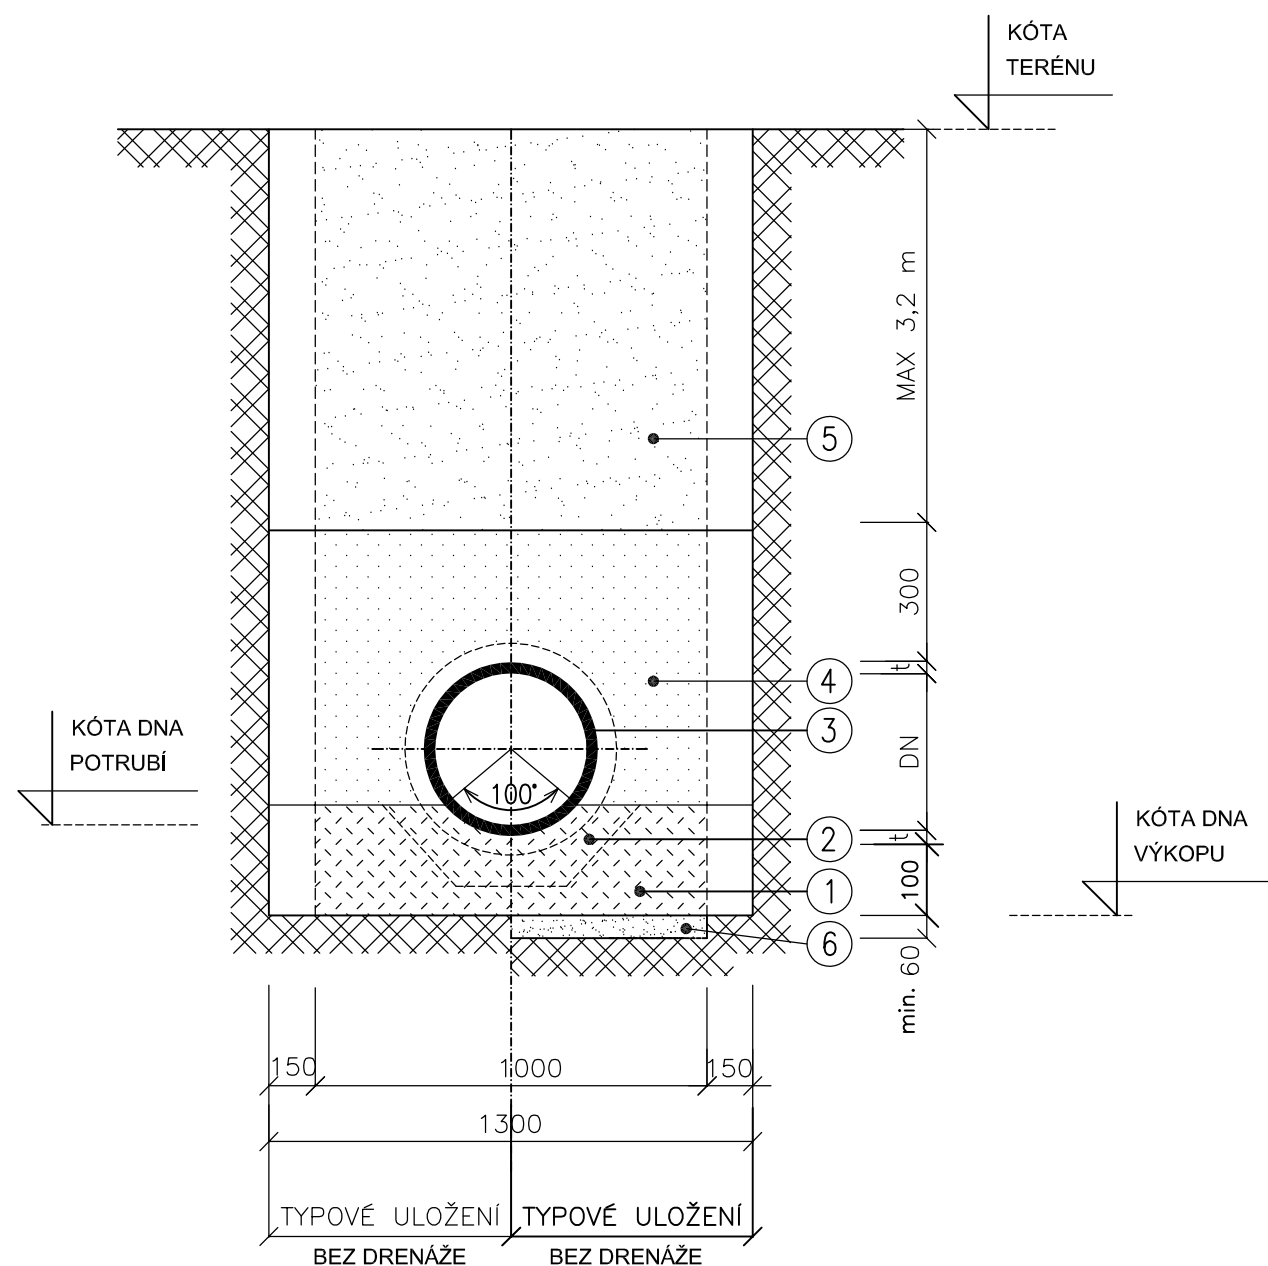 KÓTA
TERÉNU
MAX 3,2 m
5
300
t
4
3
DN
KÓTA DNA
POTRUBÍ
100°
t
2
KÓTA DNA
VÝKOPU
1
100
6
min. 60
150
1000
150
1300
TYPOVÉ ULOŽENÍ
TYPOVÉ ULOŽENÍ
BEZ DRENÁŽE
BEZ DRENÁŽE